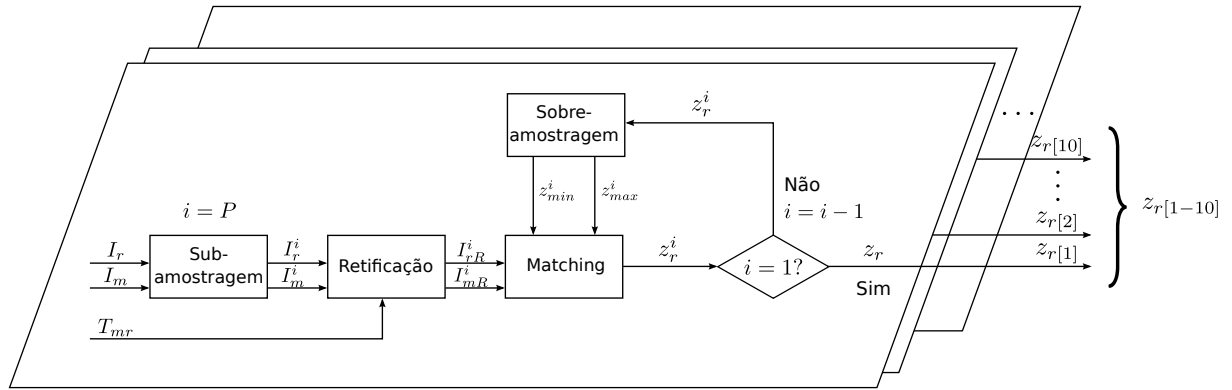 Sobre-
amostragem
$z_r^i$
. . .
$z_{r[10]}$
$z_{min}^i$
$z_{max}^i$
Não
$i = i - 1$
$z_{r[1-10]}$
$i = P$
$z_{r[2]}$
$I_r$
$I_m$
Sub-
amostragem
$I_r^i$
$I_m^i$
Retificação
$I_{rR}^i$
$I_{mR}^i$
Matching
$z_r^i$
$i = 1?$
$z_r$
Sim
$z_{r[1]}$
$T_{mr}$